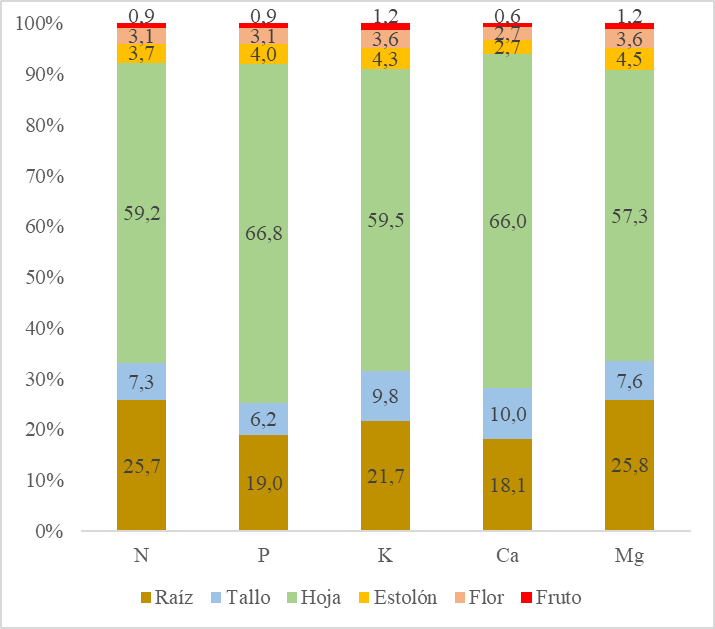 0,9 0,9 1,2 0,6 1,2
100%
3,1 3,1 3,6 2,7 3,6
3,7 4,0 4,3 2,7 4,5
90%
80%
70%
59,2 66,8 59,5 66,0 57,3
60%
50%
40%
30%
7,3 6,2 9,8 10,0 7,6
20%
25,7 19,0 21,7 18,1 25,8
10%
0%
N P K Ca Mg
Raíz Tallo Hoja Estolón Flor Fruto